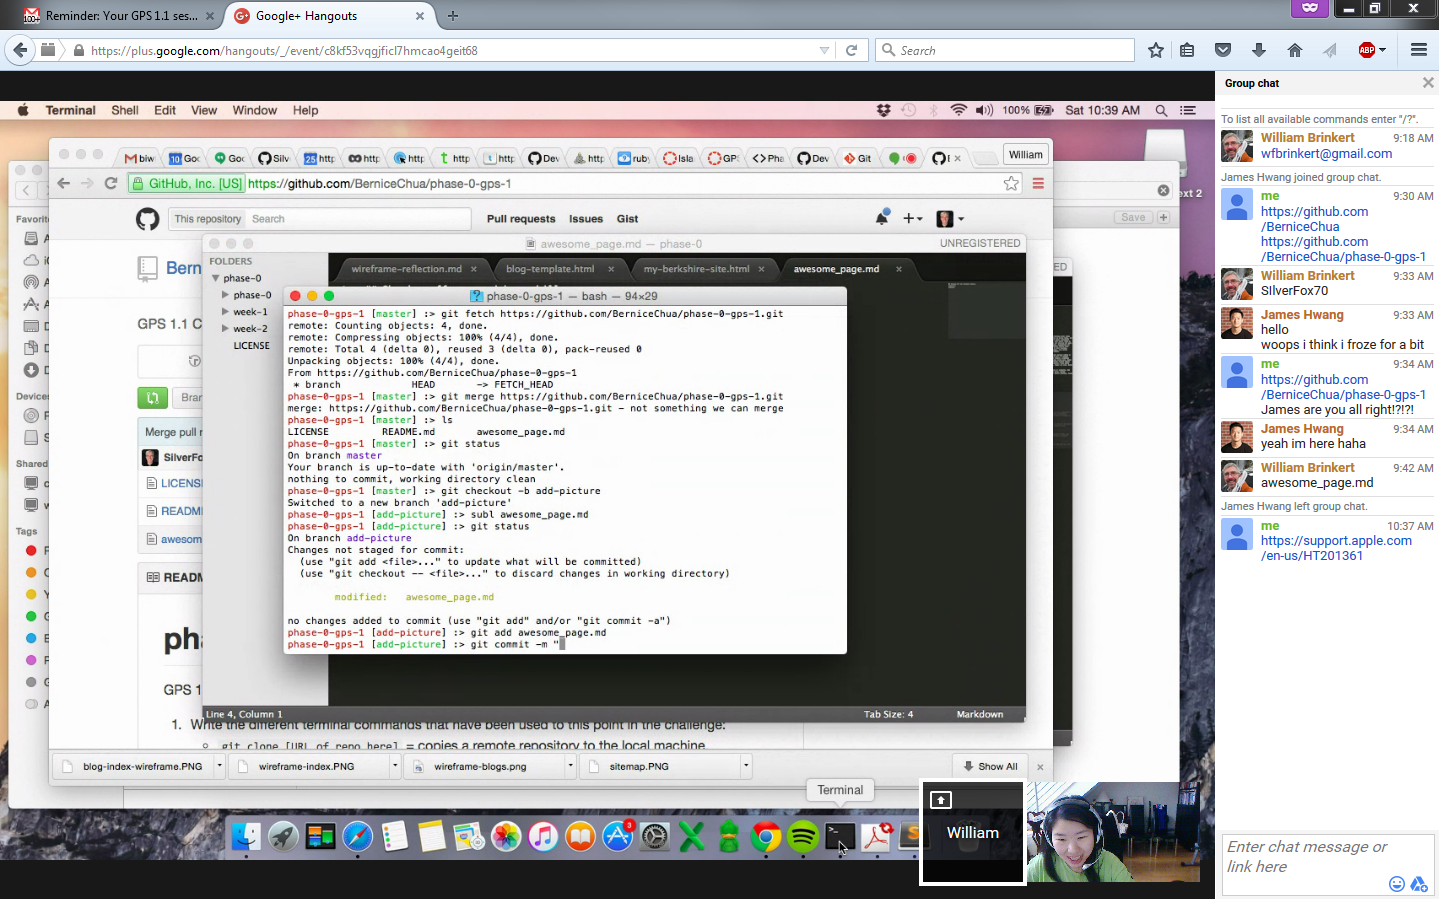 Reminder: Your GPS 1.1 ses...
Google+ Hangouts
https://plus.google.com/hangouts/_/event/c8kf53vqgjficl7hmcao4geit68
Search
ABP
Terminal Shell Edit View Window Help
100%
Sat 10:39 AM
William
GitHub, Inc. [US] https://github.com/BerniceChua/phase-0-gps-1
This repository Search
Pull requests Issues Gist
Save
awesome_page.md — phase-0
UNREGISTERED
FOLDERS
phase-0
phase-0
week-1
week-2
LICENSE
wireframe-reflection.md
blog-template.html
my-berkshire-site.html
awesome_page.md
Bern
GPS 1.1 C
Bran
Merge pull r
SilverFo
LICENS
READM
awesom
READM
ph
GPS 1
Devices
Shared
Tags
phase-0-gps-1 — bash — 94×29
phase-0-gps-1 [master] :> git fetch https://github.com/BerniceChua/phase-0-gps-1.git
remote: Counting objects: 4, done.
remote: Compressing objects: 100% (4/4), done.
remote: Total 4 (delta 0), reused 3 (delta 0), pack-reused 0
Unpacking objects: 100% (4/4), done.
From https://github.com/BerniceChua/phase-0-gps-1
* branch HEAD -> FETCH_HEAD
phase-0-gps-1 [master] :> git merge https://github.com/BerniceChua/phase-0-gps-1.git
merge: https://github.com/BerniceChua/phase-0-gps-1.git - not something we can merge
phase-0-gps-1 [master] :> ls
LICENSE README.md awesome_page.md
phase-0-gps-1 [master] :> git status
On branch master
Your branch is up-to-date with 'origin/master'.
nothing to commit, working directory clean
phase-0-gps-1 [master] :> git checkout -b add-picture
Switched to a new branch 'add-picture'
phase-0-gps-1 [add-picture] :> subl awesome_page.md
phase-0-gps-1 [add-picture] :> git status
On branch add-picture
Changes not staged for commit:
(use "git add <file>..." to update what will be committed)
(use "git checkout -- <file>..." to discard changes in working directory)
modified: awesome_page.md
no changes added to commit (use "git add" and/or "git commit -a")
phase-0-gps-1 [add-picture] :> git add awesome_page.md
phase-0-gps-1 [add-picture] :> git commit -m "
Line 4, Column 1
Tab Size: 4
Markdown
1. Write the different terminal commands that have been used to this point in the challenge:
git clone [URL of repo here] = copies a remote repository to the local machine
blog-index-wireframe.PNG
wireframe-index.PNG
wireframe-blogs.png
sitemap.PNG
Show All
Terminal
3
William
Group chat
To list all available commands enter "/?".
William Brinkert 9:18 AM
wfbrinkert@gmail.com
James Hwang joined group chat.
me 9:30 AM
https://github.com
/BerniceChua
https://github.com
/BerniceChua/phase-0-gps-1
William Brinkert 9:33 AM
SIlverFox70
James Hwang 9:33 AM
hello
woops i think i froze for a bit
me 9:34 AM
https://github.com
/BerniceChua/phase-0-gps-1
James are you all right!?!?!
James Hwang 9:34 AM
yeah im here haha
William Brinkert 9:42 AM
awesome_page.md
James Hwang left group chat.
me 10:37 AM
https://support.apple.com
/en-us/HT201361
Enter chat message or
link here